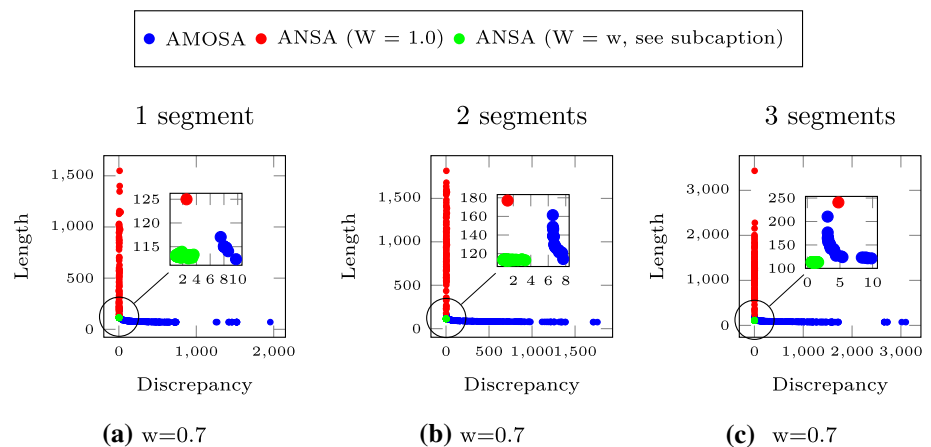 AMOSA ANSA (W = 1.0) ANSA (W = w, see subcaption)
1 segment
2 segments
3 segments
Length
1,500
1,000
500
0
125
120
115
2 4 6 8 10
0 1,000 2,000
Discrepancy
(a) w=0.7
Length
1,500
1,000
500
0
180
160
140
120
2 4 6 8
0 500 1,000 1,500
Discrepancy
(b) w=0.7
Length
3,000
2,000
1,000
0
250
200
150
100
0 5 10
0 1,000 2,000 3,000
Discrepancy
(c) w=0.7